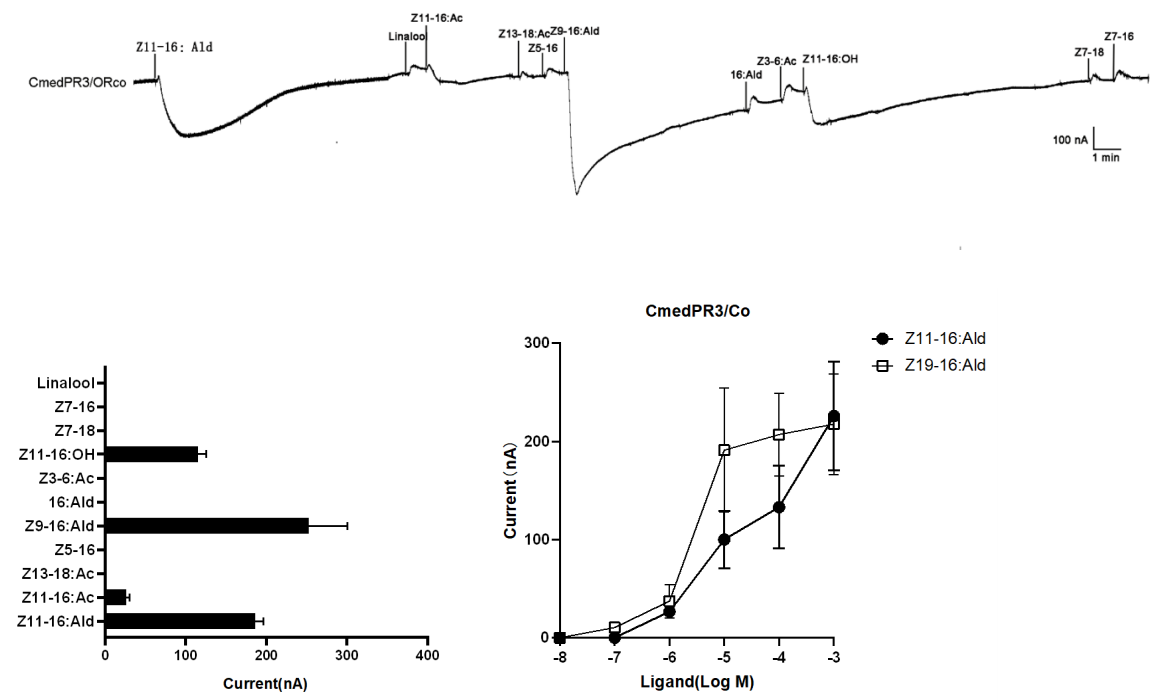 Z11-16: Ald
Linalool
Z11-16:Ac
Z13-18:Ac
Z5-16
Z9-16:Ald
16:Ald
Z3-6:Ac
Z11-16:OH
Z7-18
Z7-16
CmedPR3/ORco
100 nA
1 min
Linalool
Z7-16
Z7-18
Z11-16:OH
Z3-6:Ac
16:Ald
Z9-16:Ald
Z5-16
Z13-18:Ac
Z11-16:Ac
Z11-16:Ald
0
100
200
300
400
Current(nA)
CmedPR3/Co
Z11-16:Ald
Z19-16:Ald
300
200
100
0
Current(nA)
-8
-7
-6
-5
-4
-3
Ligand(Log M)